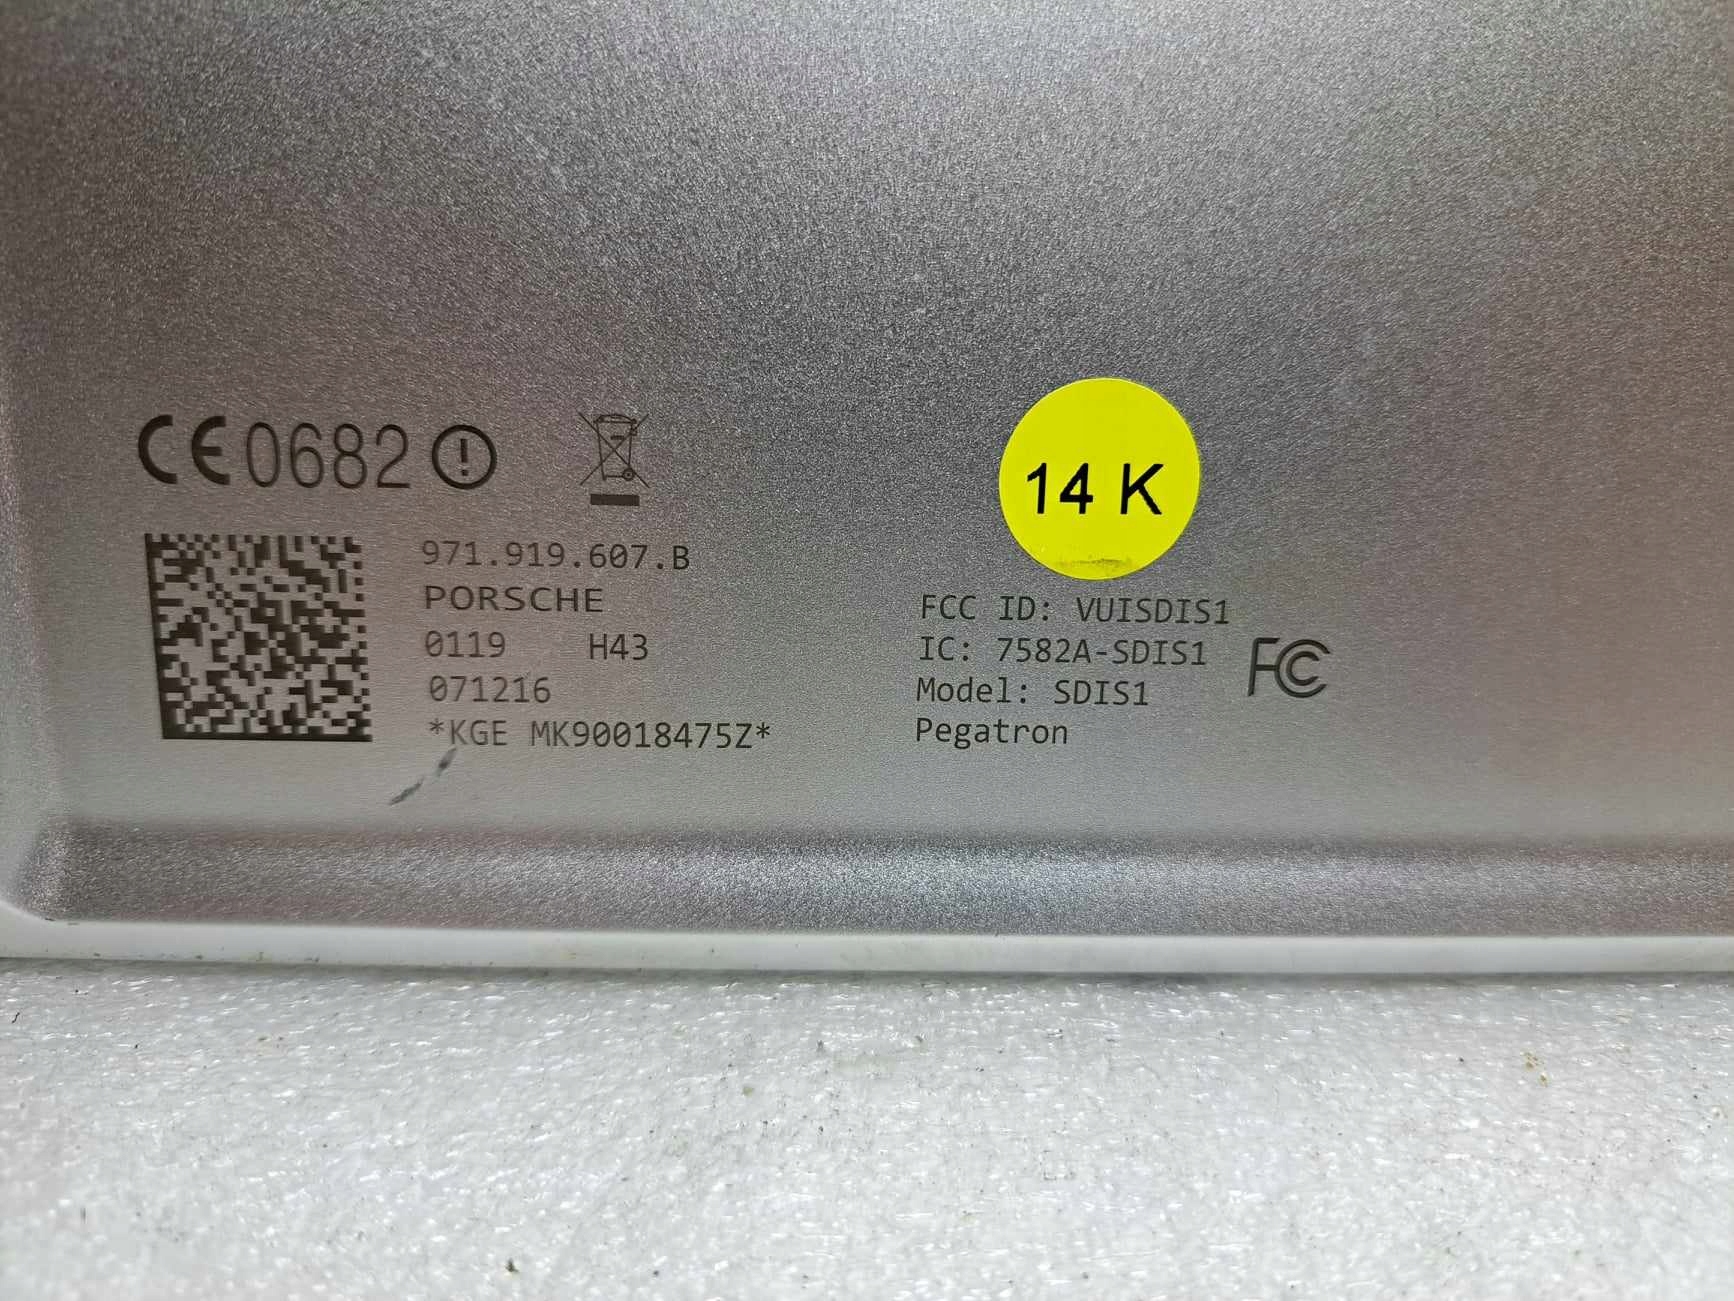 CE0682
14 K
971.919.607.B
PORSCHE
0119 H43
071216
*KGE MK90018475Z*
FCC ID: VUISDIS1
IC: 7582A-SDIS1
Model: SDIS1
Pegatron
FC